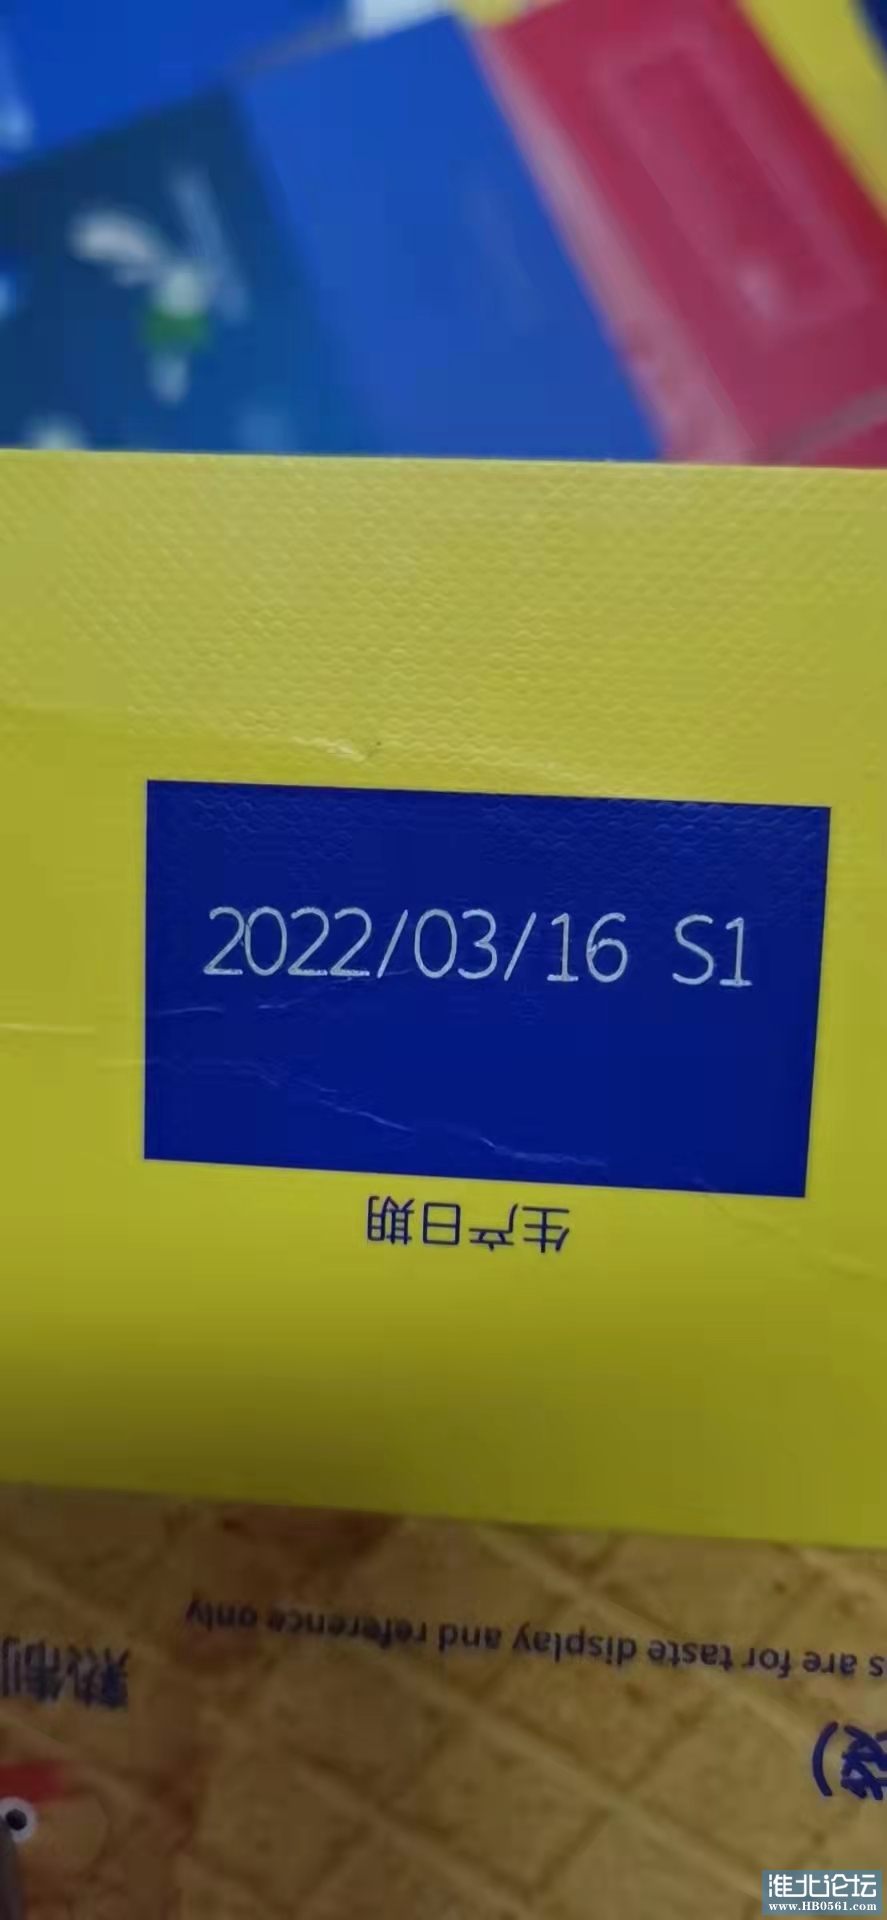 2022/03/16 S1
生产日期
s are for taste display and reference only
淮北论坛
www.HB0561.com